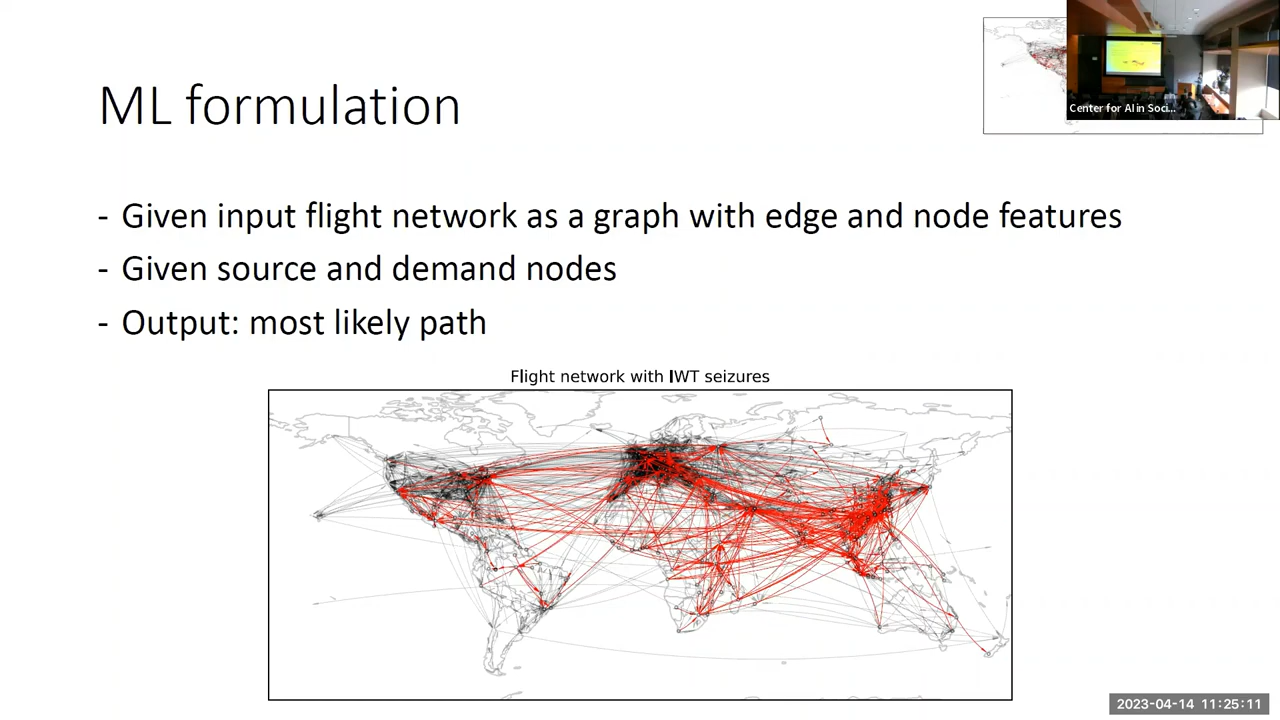 ML formulation
Center for AI in Soci...
- Given input flight network as a graph with edge and node features
- Given source and demand nodes
- Output: most likely path
Flight network with IWT seizures
2023-04-14 11:25:11